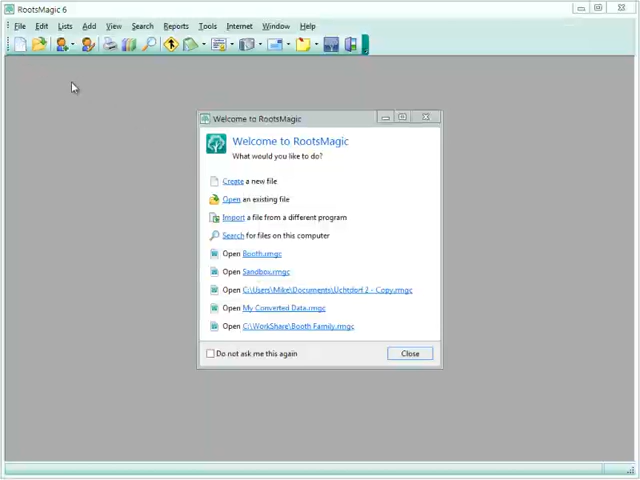 RootsMagic 6
File Edit Lists Add View Search Reports Tools Internet Window Help
Welcome to RootsMagic
Welcome to RootsMagic
What would you like to do?
Create a new file
Open an existing file
Import a file from a different program
Search for files on this computer
Open Booth.rmgc
Open Sandbox.rmgc
Open C:\Users\Mike\Documents\Uchtdorf 2 - Copy.rmgc
Open My Converted Data.rmgc
Open C:\WorkShare\Booth Family.rmgc
Do not ask me this again
Close